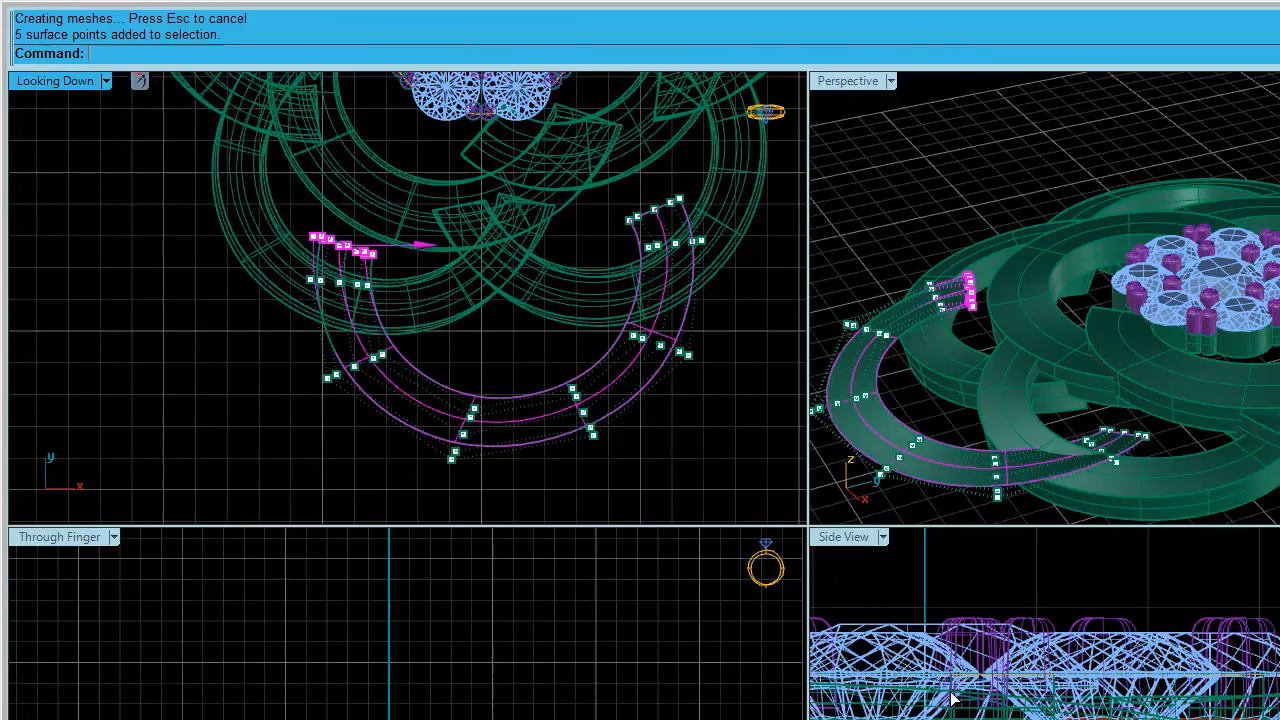 Creating meshes... Press Esc to cancel
5 surface points added to selection.
Command:
Looking Down
Perspective
y
x
z
y
x
Through Finger
Side View